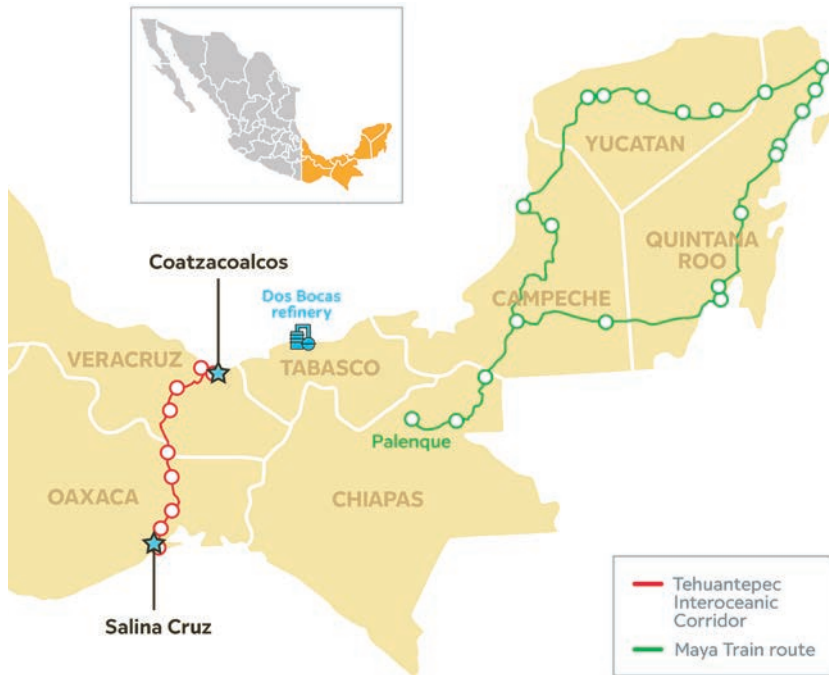 YUCATAN
QUINTANA
ROO
Coatzacoalcos
Dos Bocas
refinery
CAMPECHE
VERACRUZ
TABASCO
Palenque
OAXACA
CHIAPAS
Salina Cruz
Tehuantepec
Interoceanic
Corridor
Maya Train route